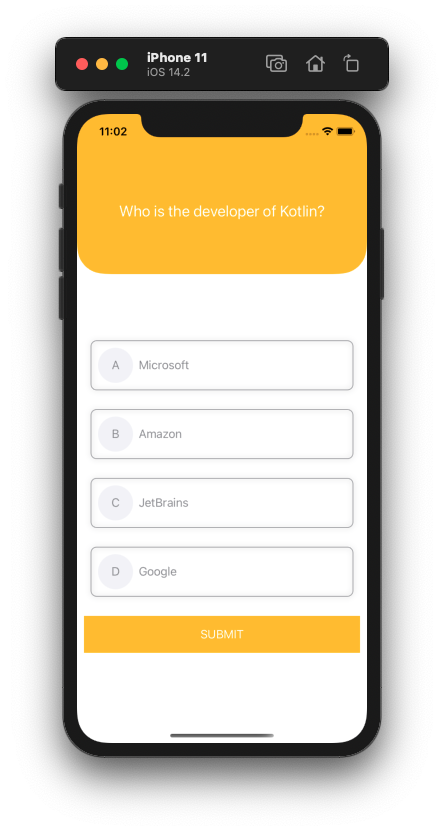 iPhone 11
iOS 14.2
11:02
Who is the developer of Kotlin?
A Microsoft
B Amazon
C JetBrains
D Google
SUBMIT